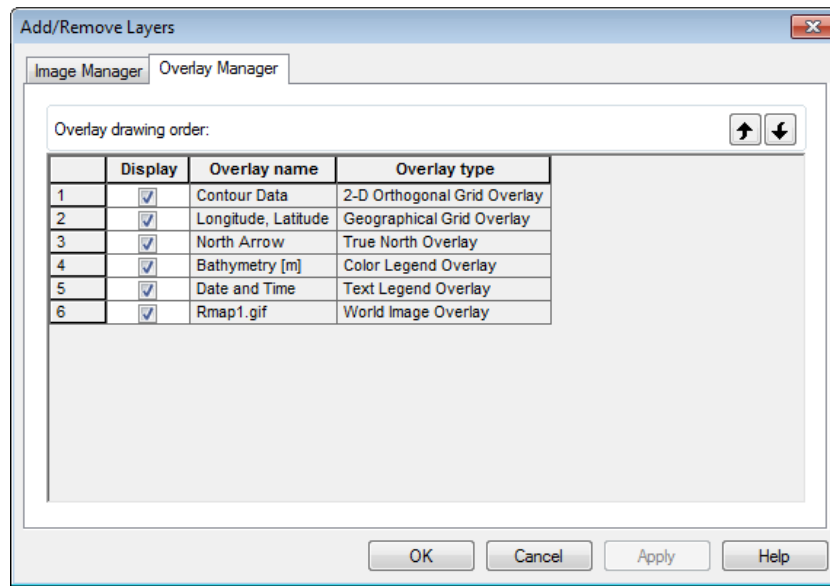 Add/Remove Layers
Image Manager Overlay Manager
Overlay drawing order:
Display Overlay name Overlay type
1 Contour Data 2-D Orthogonal Grid Overlay
2 Longitude, Latitude Geographical Grid Overlay
3 North Arrow True North Overlay
4 Bathymetry [m] Color Legend Overlay
5 Date and Time Text Legend Overlay
6 Rmap1.gif World Image Overlay
OK Cancel Apply Help